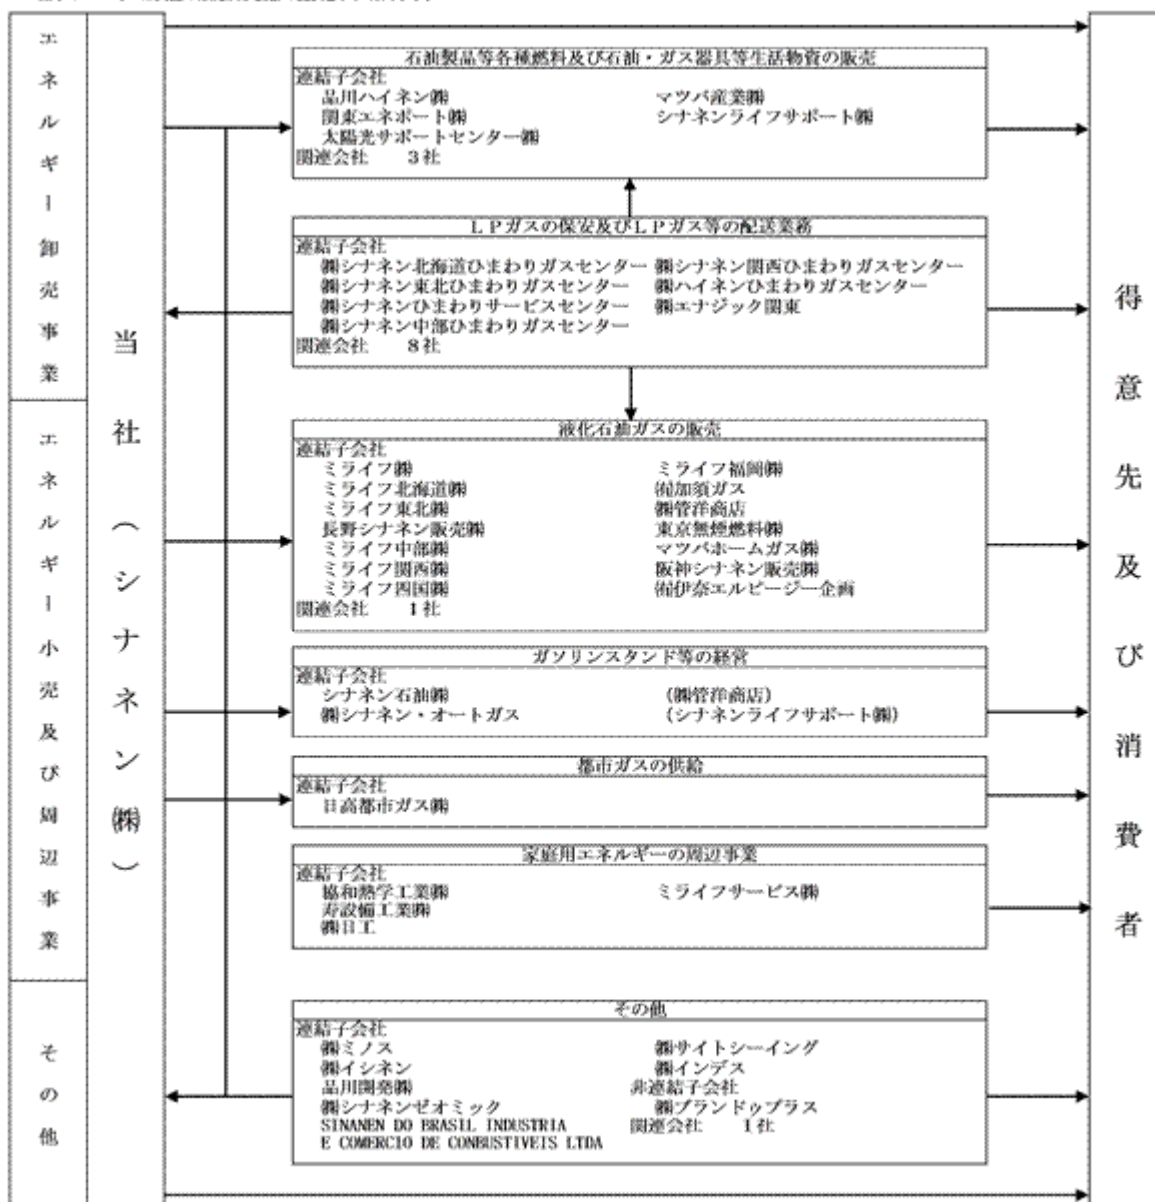 エネルギー卸売事業
エネルギー小売及び周辺事業
その他
当社(シナネン㈱)
石油製品等各種燃料及び石油・ガス器具等生活物資の販売
連結子会社
品川ハイネン㈱ マツバ産業㈱
関東エネポート㈱ シナネンライフサポート㈱
太陽光サポートセンター㈱
関連会社 3社
LPガスの保安及びLPガス等の配送業務
連結子会社
㈱シナネン北海道ひまわりガスセンター ㈱シナネン関西ひまわりガスセンター
㈱シナネン東北ひまわりガスセンター ㈱ハイネンひまわりガスセンター
㈱シナネンひまわりサービスセンター ㈱エナジック関東
㈱シナネン中部ひまわりガスセンター
関連会社 8社
液化石油ガスの販売
連結子会社
ミライフ㈱ ミライフ福岡㈱
ミライフ北海道㈱ ㈲加須ガス
ミライフ東北㈱ ㈱管洋商店
長野シナネン販売㈱ 東京無煙燃料㈱
ミライフ中部㈱ マツバホームガス㈱
ミライフ関西㈱ 阪神シナネン販売㈱
ミライフ四国㈱ ㈲伊奈エルピージー企画
関連会社 1社
ガソリンスタンド等の経営
連結子会社
シナネン石油㈱ (㈱管洋商店)
㈱シナネン・オートガス (シナネンライフサポート㈱)
都市ガスの供給
連結子会社
日高都市ガス㈱
家庭用エネルギーの周辺事業
連結子会社
協和熱学工業㈱ ミライフサービス㈱
寿設備工業㈱
㈱日工
その他
連結子会社
㈱ミノス ㈱サイトシーイング
㈱イシネン ㈱インデス
品川開発㈱ 非連結子会社
㈱シナネンゼオミック ㈱ブランドゥブラス
SINANEN DO BRASIL INDUSTRIA 関連会社 1社
E COMERCIO DE COMBUSTIVEIS LTDA
得意先及び消費者